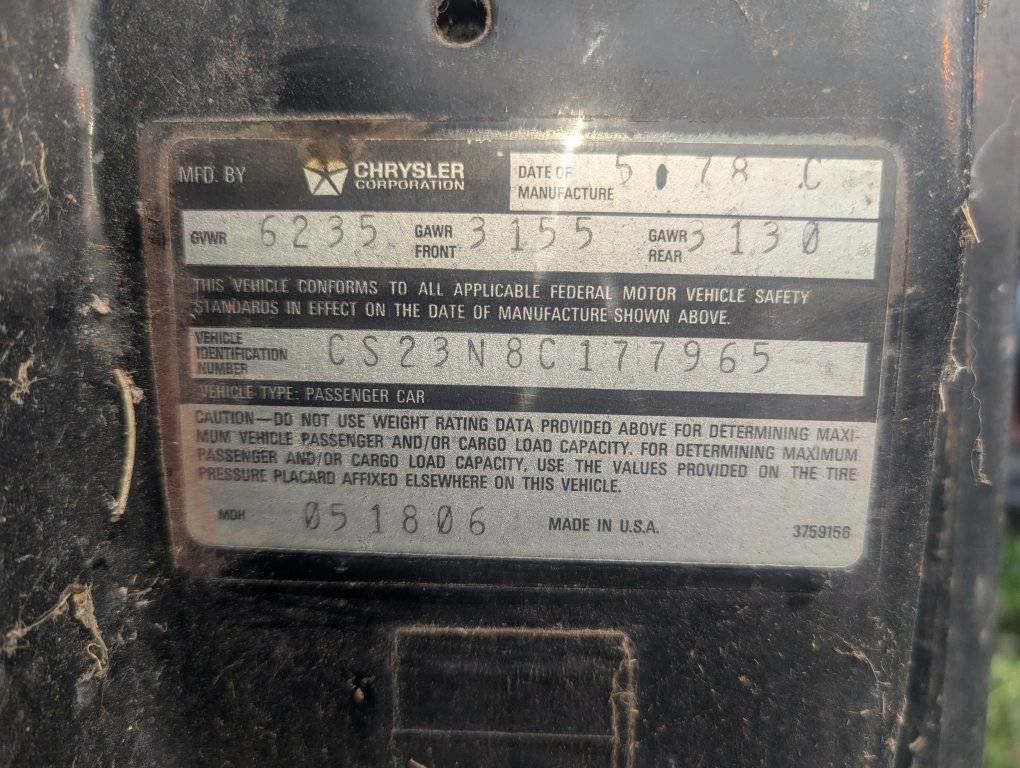 MFD. BY CHRYSLER CORPORATION DATE OF MANUFACTURE 5 78 C
GVWR 6235 GAWR FRONT 3155 GAWR REAR 3130
THIS VEHICLE CONFORMS TO ALL APPLICABLE FEDERAL MOTOR VEHICLE SAFETY
STANDARDS IN EFFECT ON THE DATE OF MANUFACTURE SHOWN ABOVE.
VEHICLE IDENTIFICATION NUMBER CS23N8C177965
VEHICLE TYPE: PASSENGER CAR
CAUTION—DO NOT USE WEIGHT RATING DATA PROVIDED ABOVE FOR DETERMINING MAXI-
MUM VEHICLE PASSENGER AND/OR CARGO LOAD CAPACITY. FOR DETERMINING MAXIMUM
PASSENGER AND/OR CARGO LOAD CAPACITY, USE THE VALUES PROVIDED ON THE TIRE
PRESSURE PLACARD AFFIXED ELSEWHERE ON THIS VEHICLE.
MDH 051806 MADE IN U.S.A. 3759156